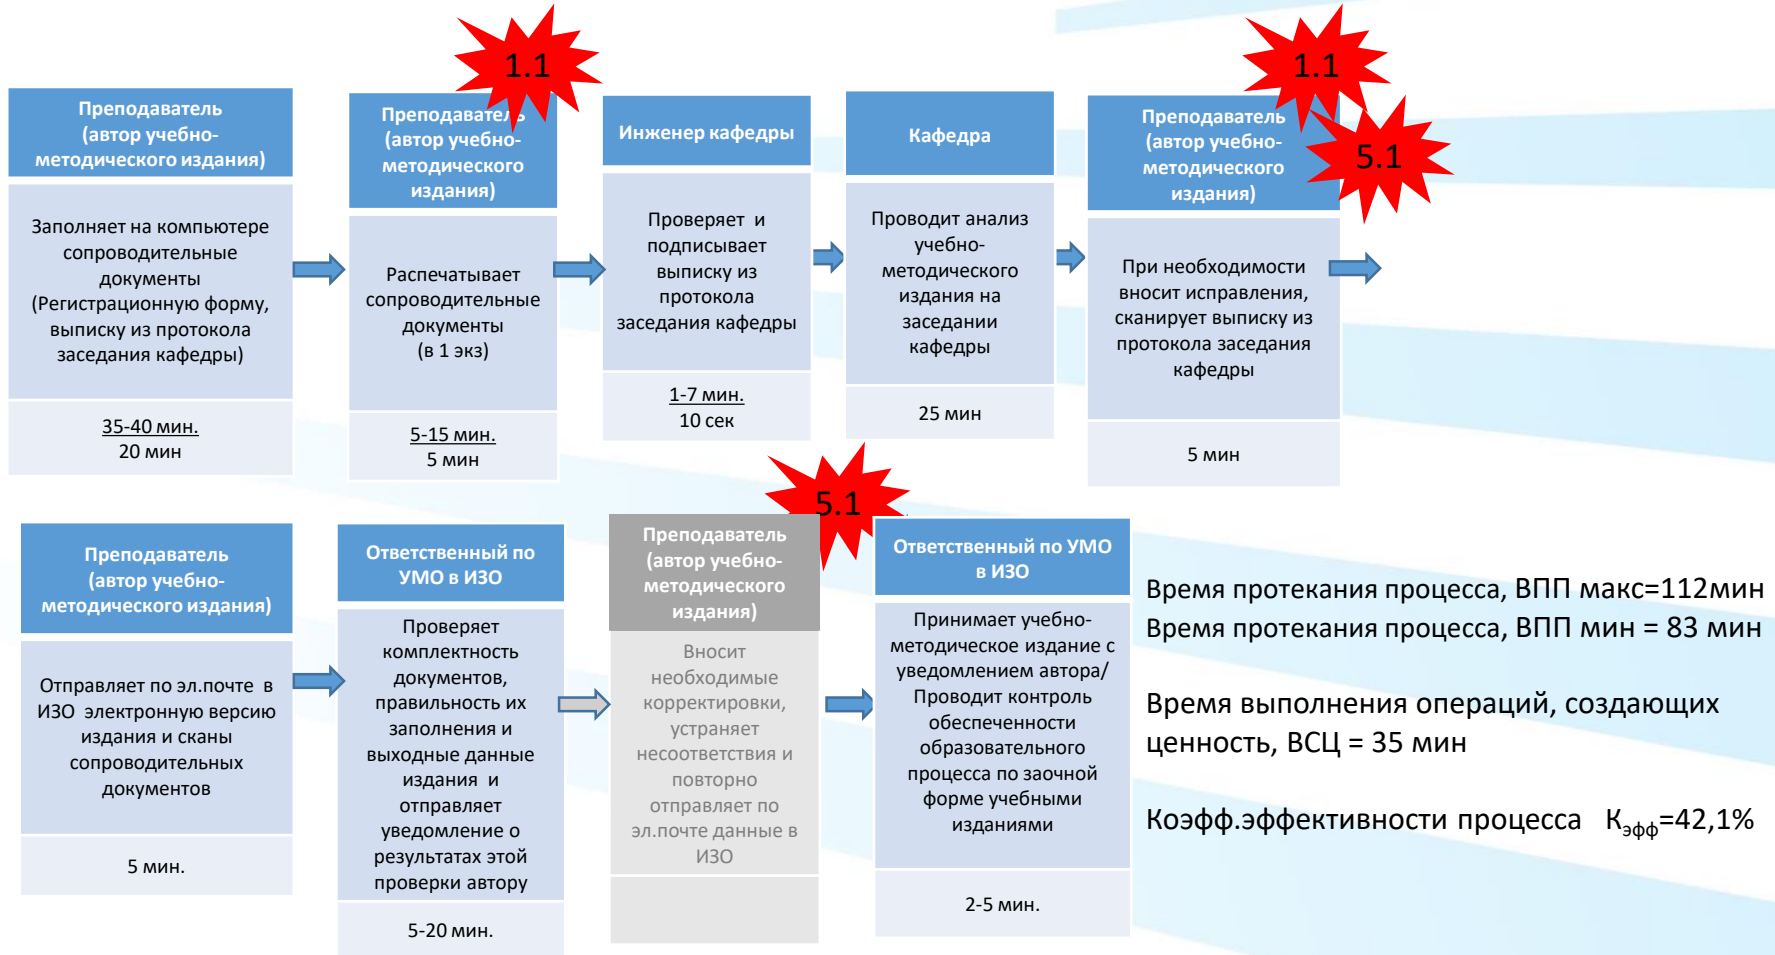 1.1
Преподаватель
(автор учебно-
методического издания)
Заполняет на компьютере
сопроводительные
документы
(Регистрационную форму,
выписку из протокола
заседания кафедры)
35-40 мин.
20 мин
Преподаватель
(автор учебно-
методического
издания)
Распечатывает
сопроводительные
документы
(в 1 экз)
5-15 мин.
5 мин
Инженер кафедры
Проверяет и
подписывает
выписку из
протокола
заседания кафедры
1-7 мин.
10 сек
Кафедра
Проводит анализ
учебно-
методического
издания на
заседании
кафедры
25 мин
1.1
5.1
Преподаватель
(автор учебно-
методического
издания)
При необходимости
вносит исправления,
сканирует выписку из
протокола заседания
кафедры
5 мин
Преподаватель
(автор учебно-
методического издания)
Отправляет по эл.почте в
ИЗО электронную версию
издания и сканы
сопроводительных
документов
5 мин.
Ответственный по
УМО в ИЗО
Проверяет
комплектность
документов,
правильность их
заполнения и
выходные данные
издания и
отправляет
уведомление о
результатах этой
проверки автору
5-20 мин.
5.1
Преподаватель
(автор учебно-
методического
издания)
Вносит
необходимые
корректировки,
устраняет
несоответствия и
повторно
отправляет по
эл.почте данные в
ИЗО
Ответственный по УМО
в ИЗО
Принимает учебно-
методическое издание с
уведомлением автора/
Проводит контроль
обеспеченности
образовательного
процесса по заочной
форме учебными
изданиями
2-5 мин.
Время протекания процесса, ВПП макс=112мин
Время протекания процесса, ВПП мин = 83 мин
Время выполнения операций, создающих
ценность, ВСЦ = 35 мин
Коэфф.эффективности процесса Кэфф=42,1%